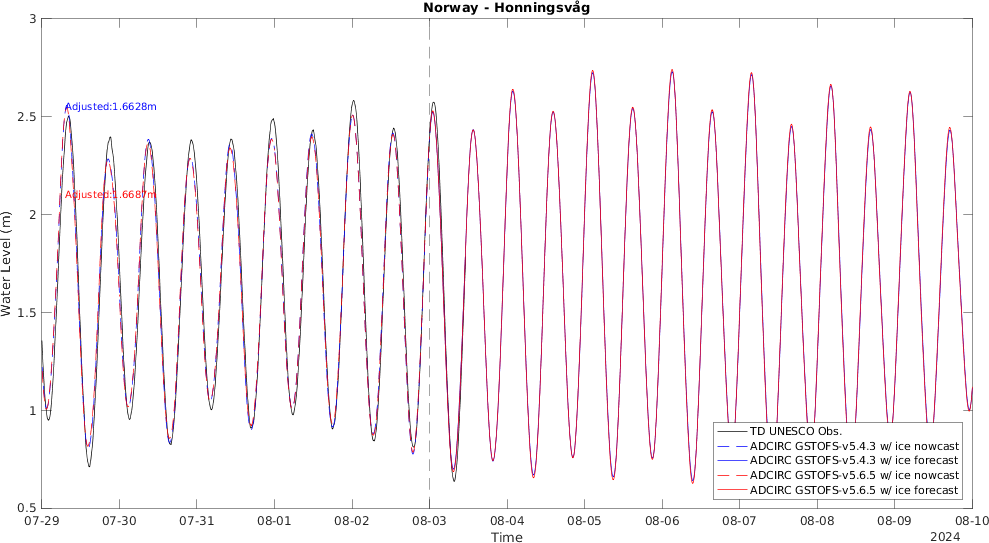 Norway - Honningsvåg
3
2.5
2
1.5
1
0.5
Water Level (m)
Adjusted:1.6628m
Adjusted:1.6687m
TD UNESCO Obs.
ADCIRC GSTOFS-v5.4.3 w/ ice nowcast
ADCIRC GSTOFS-v5.4.3 w/ ice forecast
ADCIRC GSTOFS-v5.6.5 w/ ice nowcast
ADCIRC GSTOFS-v5.6.5 w/ ice forecast
07-29 07-30 07-31 08-01 08-02 08-03 08-04 08-05 08-06 08-07 08-08 08-09 08-10
Time
2024